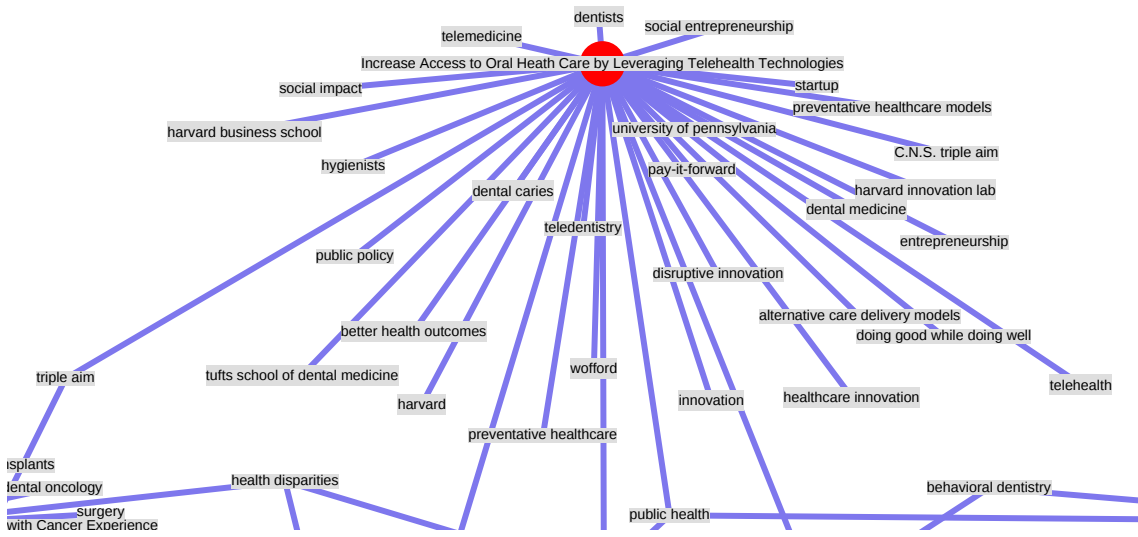 dentists
social entrepreneurship
telemedicine
Increase Access to Oral Heath Care by Leveraging Telehealth Technologies
social impact
startup
preventative healthcare models
harvard business school
university of pennsylvania
C.N.S. triple aim
hygienists
pay-it-forward
dental caries
harvard innovation lab
dental medicine
teledentistry
entrepreneurship
public policy
disruptive innovation
alternative care delivery models
better health outcomes
doing good while doing well
wofford
triple aim
tufts school of dental medicine
telehealth
harvard
innovation
healthcare innovation
preventative healthcare
nsplants
dental oncology
health disparities
behavioral dentistry
surgery
public health
with Cancer Experience